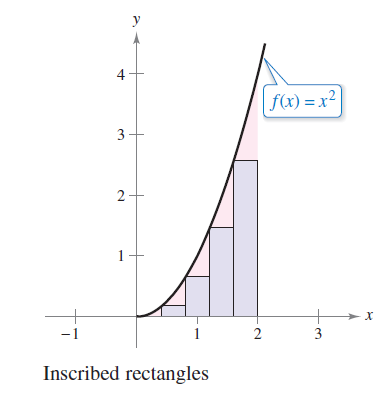 y
4
f(x) = x²
3
2
1
x
−1
1
2
3
Inscribed rectangles